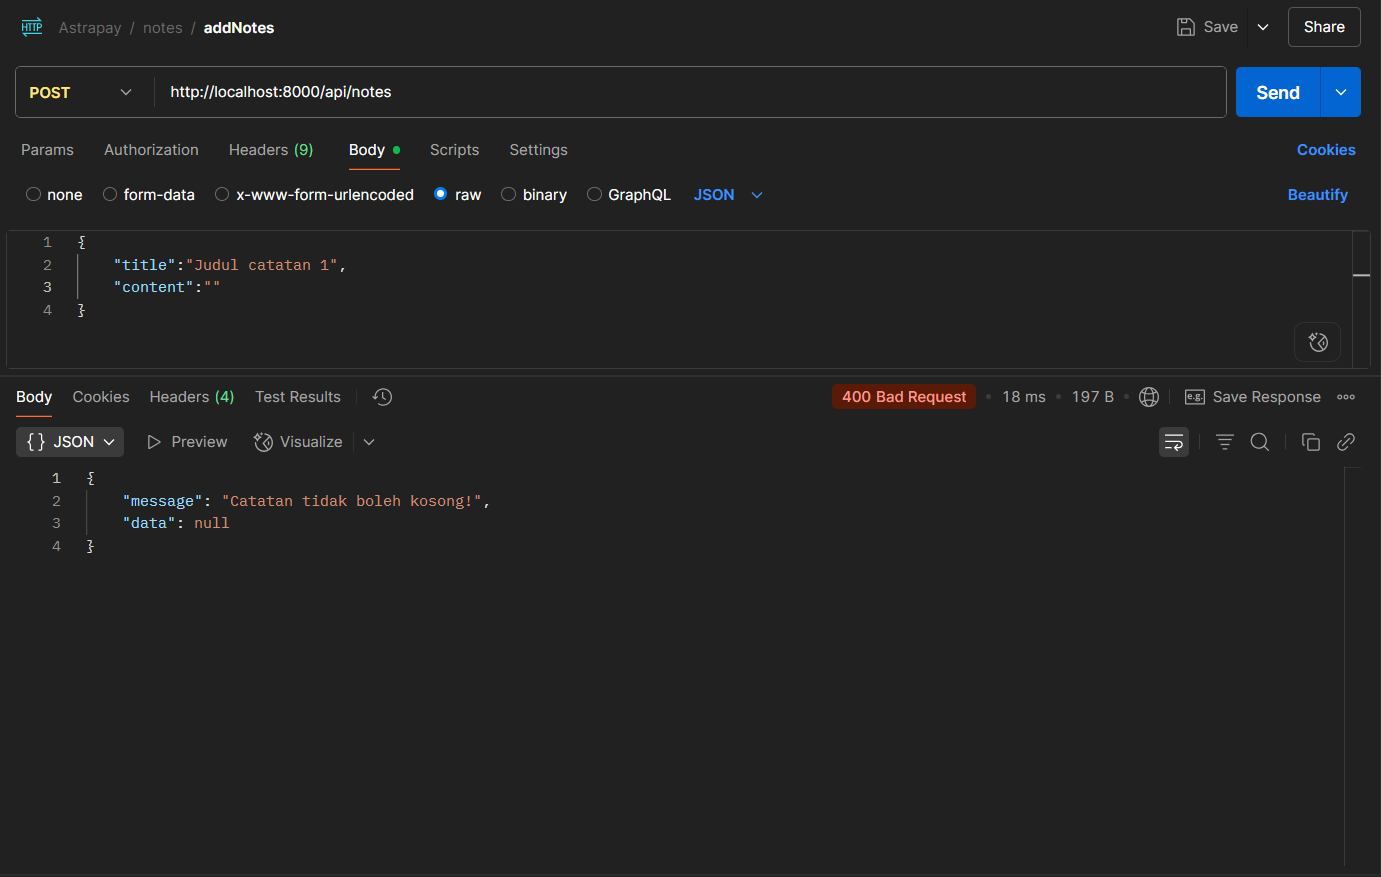 HTTP Astrapay / notes / addNotes Save Share
POST http://localhost:8000/api/notes Send
Params Authorization Headers (9) Body Scripts Settings Cookies
none form-data x-www-form-urlencoded raw binary GraphQL JSON Beautify
1 {
2 "title":"Judul catatan 1",
3 "content":""
4 }
Body Cookies Headers (4) Test Results 400 Bad Request • 18 ms • 197 B • e.g. Save Response
{} JSON Preview Visualize
1 {
2 "message": "Catatan tidak boleh kosong!",
3 "data": null
4 }